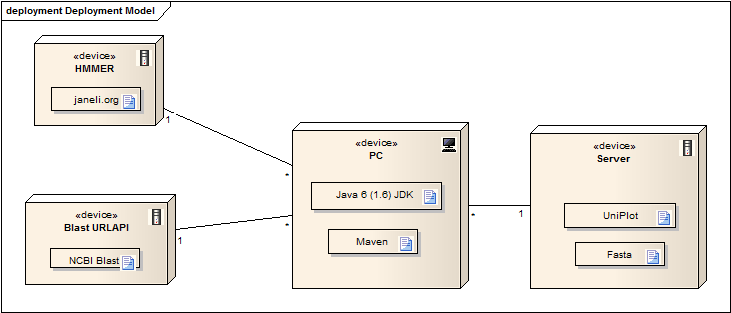 deployment Deployment Model
«device»
HMMER
janeli.org
1
*
«device»
Blast URLAPI
NCBI Blast
1
*
«device»
PC
Java 6 (1.6) JDK
Maven
*
1
«device»
Server
UniPlot
Fasta